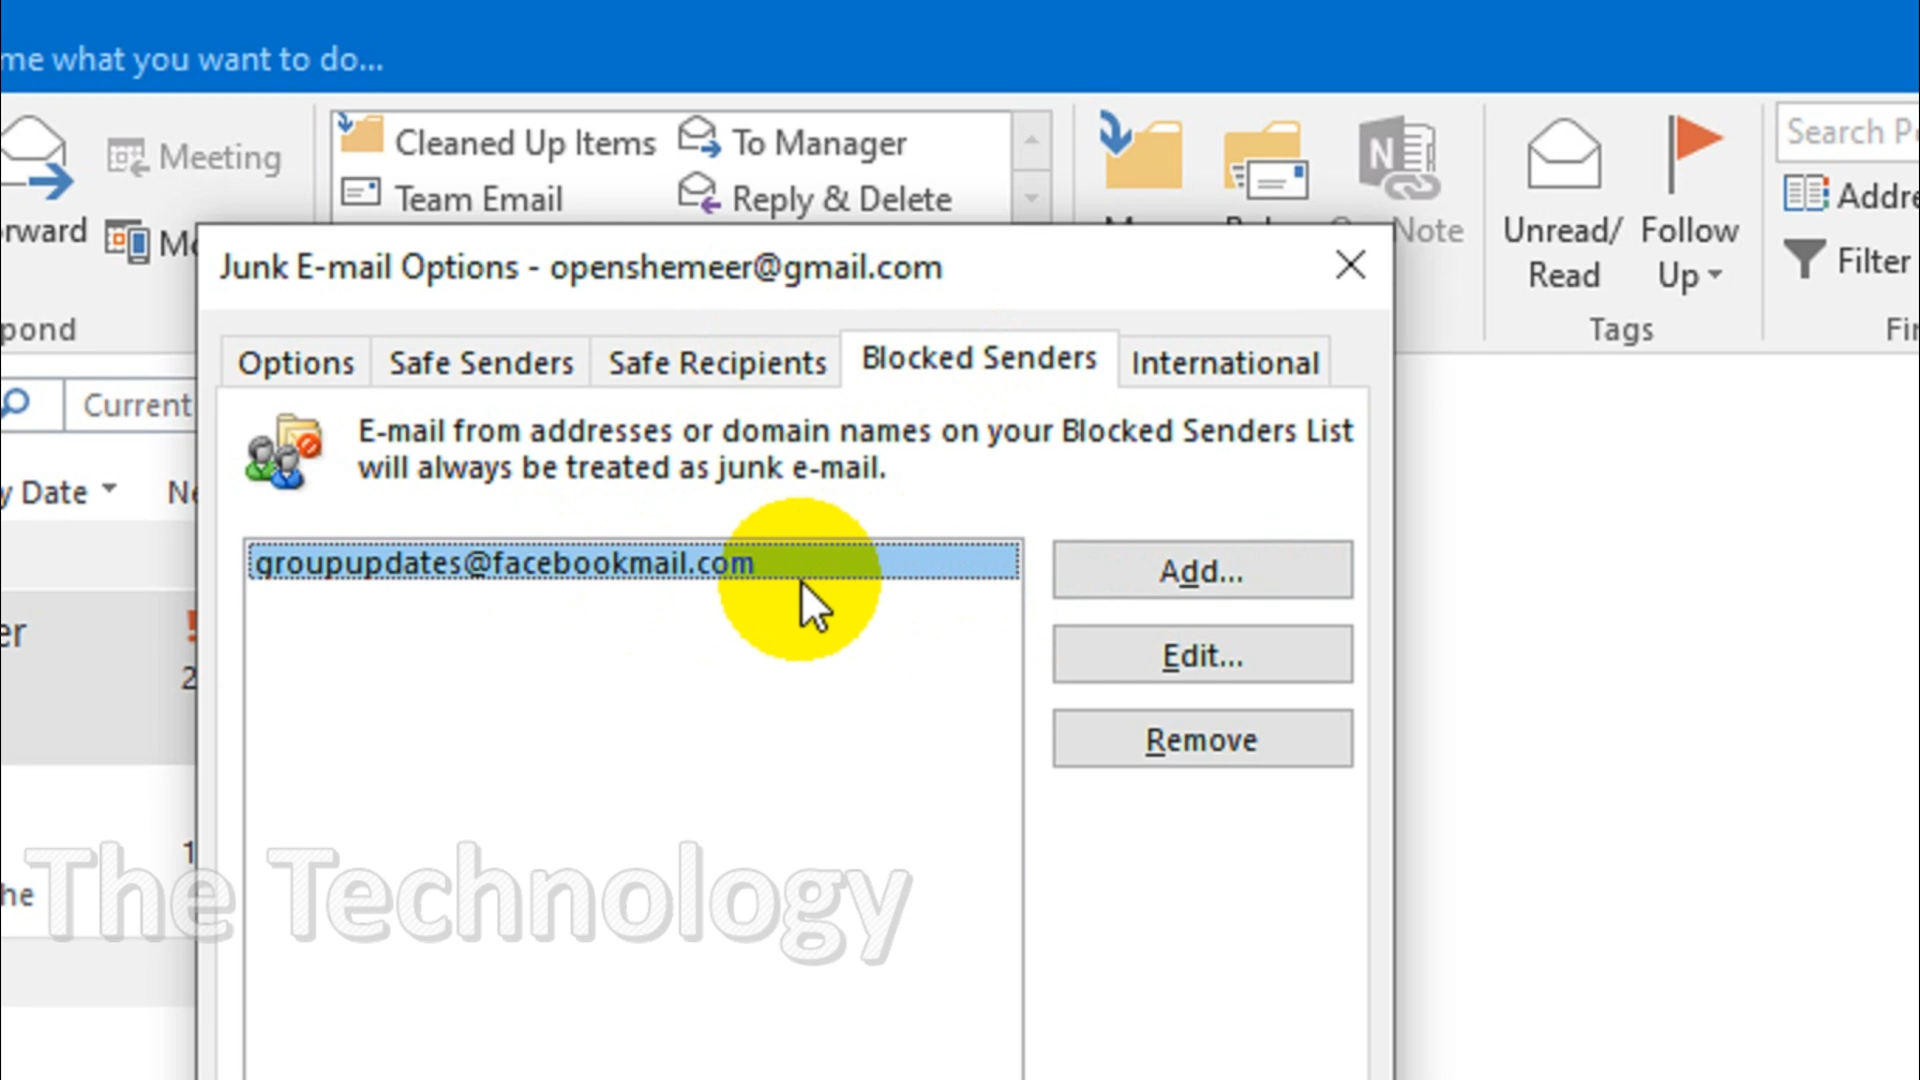 me what you want to do...
Meeting
Cleaned Up Items
To Manager
Team Email
Reply & Delete
Search P
Addre
Filter
Unread/
Read
Follow
Up
Note
Tags
rward
pond
Junk E-mail Options - openshemeer@gmail.com
Options
Safe Senders
Safe Recipients
Blocked Senders
International
Current
y Date
E-mail from addresses or domain names on your Blocked Senders List
will always be treated as junk e-mail.
groupupdates@facebookmail.com
Add...
Edit...
Remove
er
2
1
he
The Technology